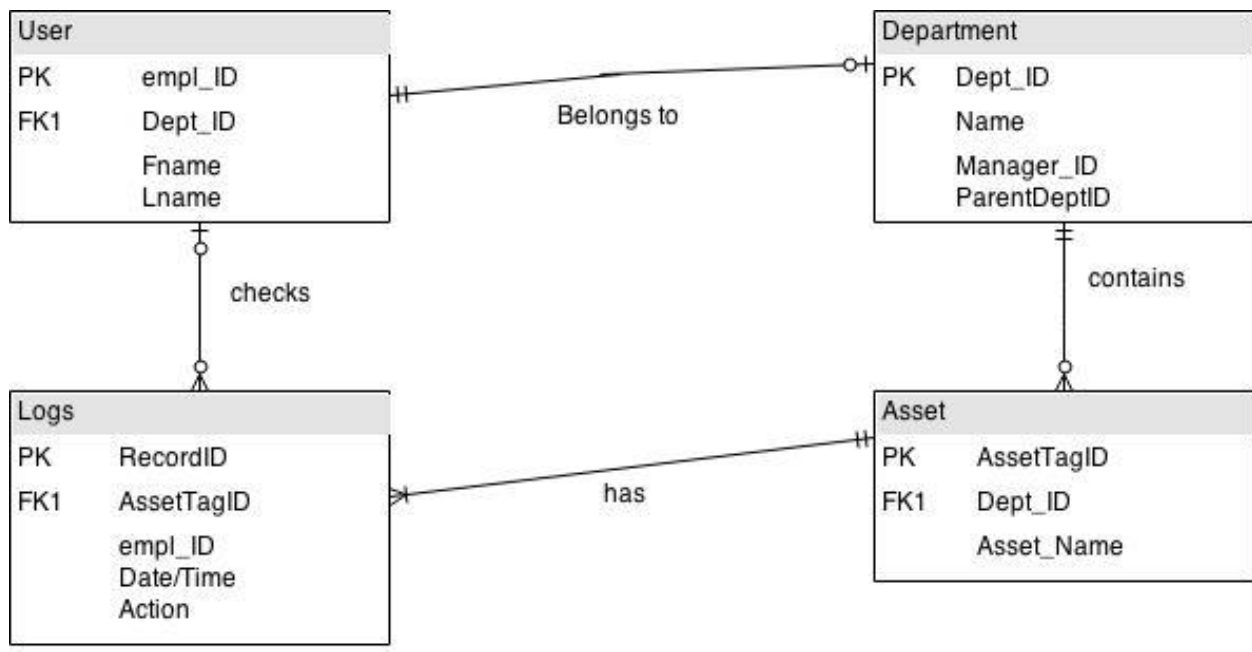 User
PK empl_ID
FK1 Dept_ID
Fname
Lname
Belongs to
Department
PK Dept_ID
Name
Manager_ID
ParentDeptID
checks
contains
Logs
PK RecordID
FK1 AssetTagID
empl_ID
Date/Time
Action
has
Asset
PK AssetTagID
FK1 Dept_ID
Asset_Name